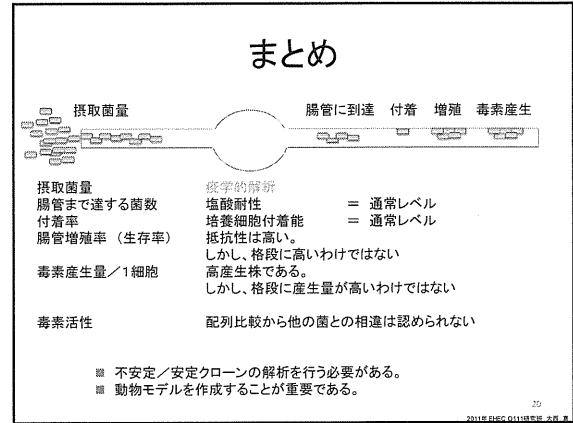 まとめ
摂取菌量 腸管に到達 付着 増殖 毒素産生
摂取菌量 疫学的解析
腸管まで達する菌数 塩酸耐性 = 通常レベル
付着率 培養細胞付着能 = 通常レベル
腸管増殖率 (生存率) 抵抗性は高い。
しかし、格段に高いわけではない
毒素産生量/1細胞 高産生株である。
しかし、格段に産生量が高いわけではない
毒素活性 配列比較から他の菌との相違は認められない
不安定/安定クローンの解析を行う必要がある。
動物モデルを作成することが重要である。
20
2011年 EHEC O111研究班 大西 真